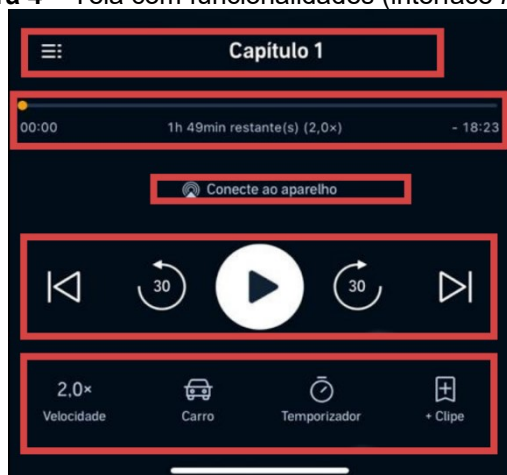 Tela com funcionalidades (interface
Capítulo 1
00:00 1h 49min restante(s) (2,0×) - 18:23
Conecte ao aparelho
30 30
2,0×
Velocidade Carro Temporizador + Clipe